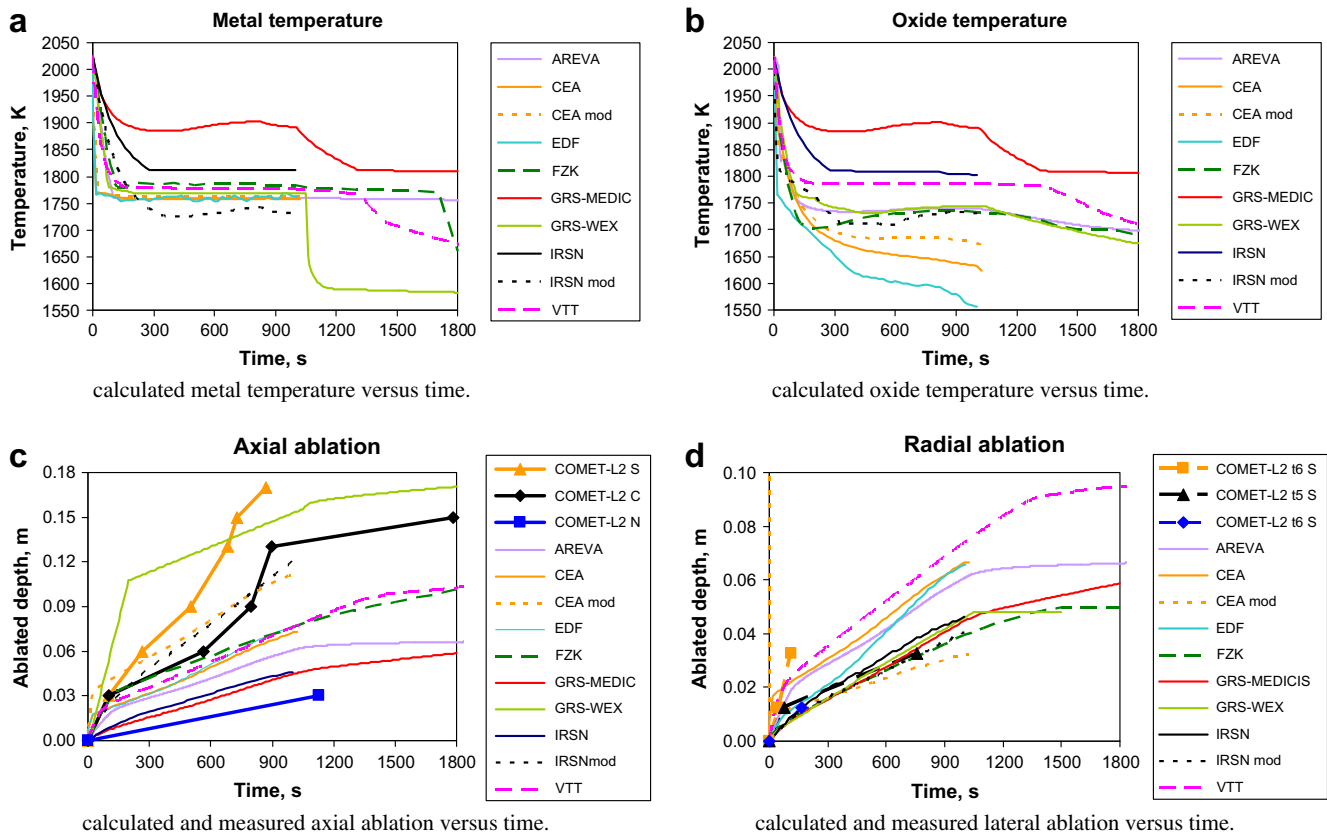 a
Metal temperature
Temperature, K
2050
2000
1950
1900
1850
1800
1750
1700
1650
1600
1550
0
300
600
900
1200
1500
1800
Time, s
AREVA
CEA
CEA mod
EDF
FZK
GRS-MEDIC
GRS-WEX
IRSN
IRSN mod
VTT
calculated metal temperature versus time.
b
Oxide temperature
Temperature, K
2050
2000
1950
1900
1850
1800
1750
1700
1650
1600
1550
0
300
600
900
1200
1500
1800
Time, s
AREVA
CEA
CEA mod
EDF
FZK
GRS-MEDIC
GRS-WEX
IRSN
IRSN mod
VTT
calculated oxide temperature versus time.
c
Axial ablation
Ablated depth, m
0.18
0.15
0.12
0.09
0.06
0.03
0.00
0
300
600
900
1200
1500
1800
Time, s
COMET-L2 S
COMET-L2 C
COMET-L2 N
AREVA
CEA
CEA mod
EDF
FZK
GRS-MEDIC
GRS-WEX
IRSN
IRSNmod
VTT
calculated and measured axial ablation versus time.
d
Radial ablation
Ablated depth, m
0.10
0.08
0.06
0.04
0.02
0.00
0
300
600
900
1200
1500
1800
Time, s
COMET-L2 t6 S
COMET-L2 t5 S
COMET-L2 t6 S
AREVA
CEA
CEA mod
EDF
FZK
GRS-MEDICIS
GRS-WEX
IRSN
IRSN mod
VTT
calculated and measured lateral ablation versus time.